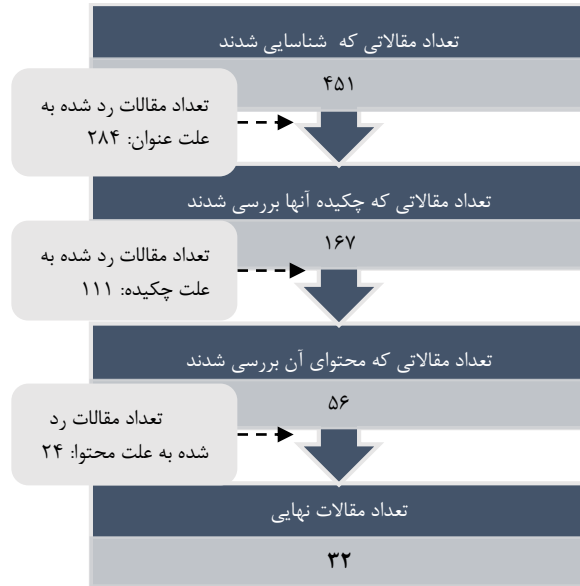 تعداد مقالاتی که شناسایی شدند
۴۵۱
تعداد مقالات رد شده به
علت عنوان: ۲۸۴
تعداد مقالاتی که چکیده آنها بررسی شدند
۱۶۷
تعداد مقالات رد شده به
علت چکیده: ۱۱۱
تعداد مقالاتی که محتوای آن بررسی شدند
۵۶
تعداد مقالات رد
شده به علت محتوا: ۲۴
تعداد مقالات نهایی
۳۲